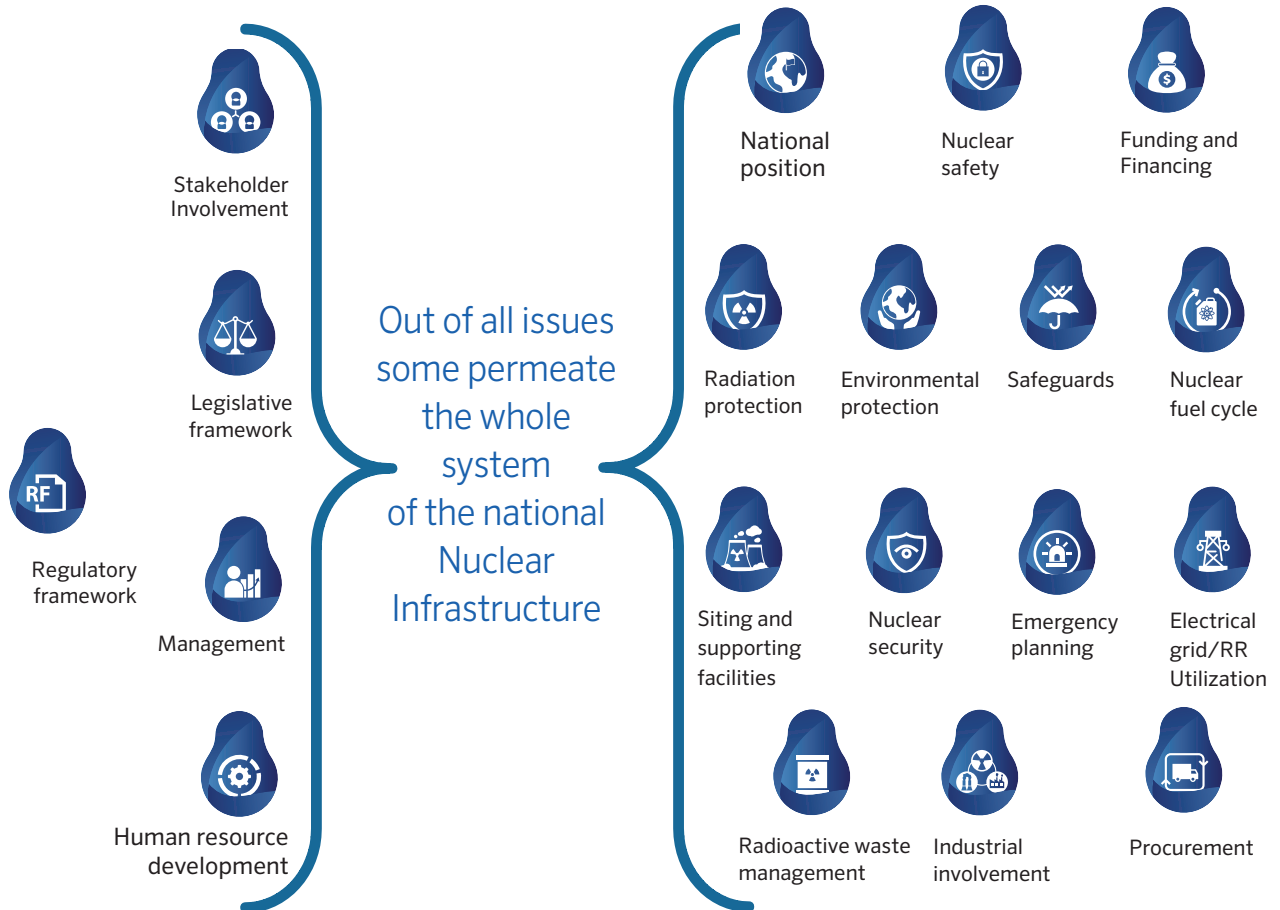 Stakeholder
Involvement
Legislative
framework
RF
Regulatory
framework
Management
Human resource
development
Out of all issues
some permeate
the whole
system
of the national
Nuclear
Infrastructure
National
position
Nuclear
safety
$
Funding and
Financing
Radiation
protection
Environmental
protection
Safeguards
Nuclear
fuel cycle
Siting and
supporting
facilities
Nuclear
security
Emergency
planning
Electrical
grid/RR
Utilization
Radioactive waste
management
Industrial
involvement
Procurement